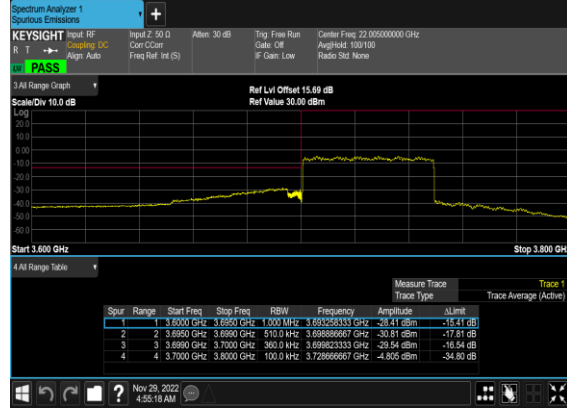 Spectrum Analyzer 1
Spurious Emissions
+
KEYSIGHT Input: RF Input Z: 50 Ω Atten: 30 dB Trig: Free Run Center Freq: 22.005000000 GHz
R T Coupling: DC Corr CCorr Gate: Off Avg|Hold: 100/100
Align: Auto Freq Ref: Int (S) IF Gain: Low Radio Std: None
LW PASS
3 All Range Graph Ref Lvl Offset 15.69 dB
Scale/Div 10.0 dB Ref Value 30.00 dBm
Log
20.0
10.0
0.00
-10.0
-20.0
-30.0
-40.0
-50.0
-60.0
Start 3.600 GHz Stop 3.800 GHz
4 All Range Table
Measure Trace Trace 1
Trace Type Trace Average (Active)
Spur Range Start Freq Stop Freq RBW Frequency Amplitude ΔLimit
1 1 3.6000 GHz 3.6950 GHz 1.000 MHz 3.693258333 GHz -28.41 dBm -15.41 dB
2 2 3.6950 GHz 3.6990 GHz 510.0 kHz 3.698886667 GHz -30.81 dBm -17.81 dB
3 3 3.6990 GHz 3.7000 GHz 360.0 kHz 3.699823333 GHz -29.54 dBm -16.54 dB
4 4 3.7000 GHz 3.8000 GHz 100.0 kHz 3.728666667 GHz -4.805 dBm -34.80 dB
? Nov 29, 2022
4:55:18 AM